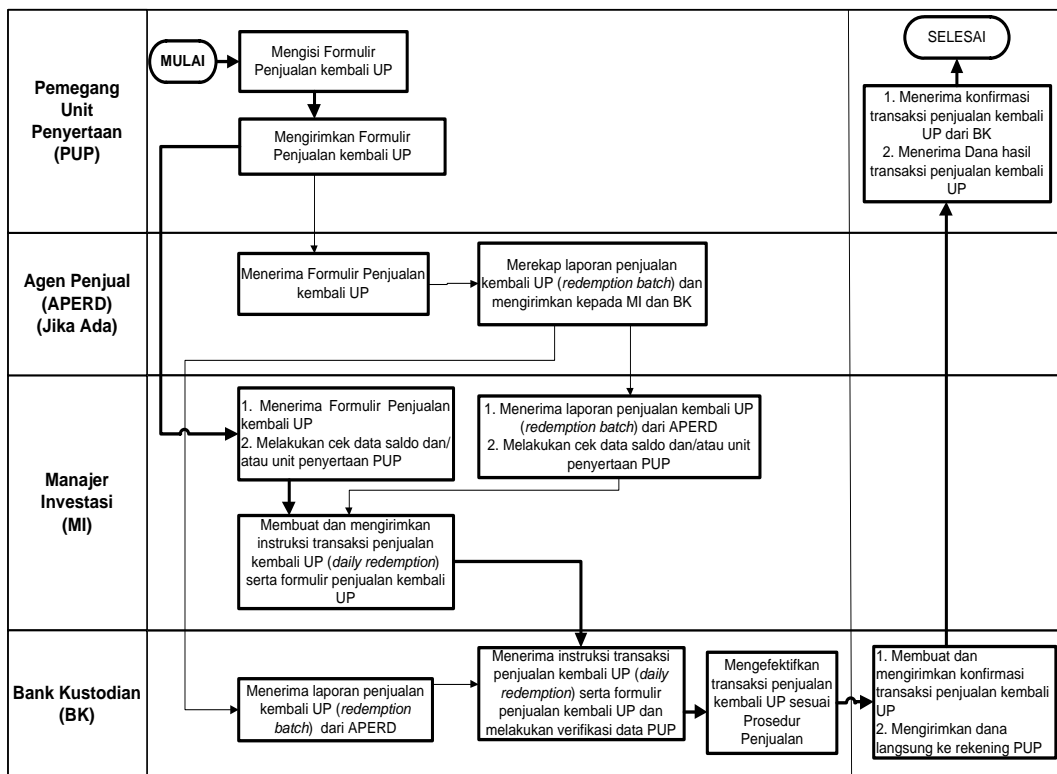 Pemegang
Unit
Penyertaan
(PUP)
MULAI
Mengisi Formulir
Penjualan kembali UP
Mengirimkan Formulir
Penjualan kembali UP
SELESAI
1. Menerima konfirmasi
transaksi penjualan kembali
UP dari BK
2. Menerima Dana hasil
transaksi penjualan kembali
UP
Agen Penjual
(APERD)
(Jika Ada)
Menerima Formulir Penjualan
kembali UP
Merekap laporan penjualan
kembali UP (redemption batch) dan
mengirimkan kepada MI dan BK
Manajer
Investasi
(MI)
1. Menerima Formulir Penjualan
kembali UP
2. Melakukan cek data saldo dan/
atau unit penyertaan PUP
1. Menerima laporan penjualan kembali UP
(redemption batch) dari APERD
2. Melakukan cek data saldo dan/atau unit
penyertaan PUP
Membuat dan mengirimkan
instruksi transaksi penjualan
kembali UP (daily redemption)
serta formulir penjualan kembali
UP
Bank Kustodian
(BK)
Menerima laporan penjualan
kembali UP (redemption
batch) dari APERD
Menerima instruksi transaksi
penjualan kembali UP (daily
redemption) serta formulir
penjualan kembali UP dan
melakukan verifikasi data PUP
Mengefektifkan
transaksi penjualan
kembali UP sesuai
Prosedur
Penjualan
1. Membuat dan
mengirimkan konfirmasi
transaksi penjualan kembali
UP
2. Mengirimkan dana
langsung ke rekening PUP